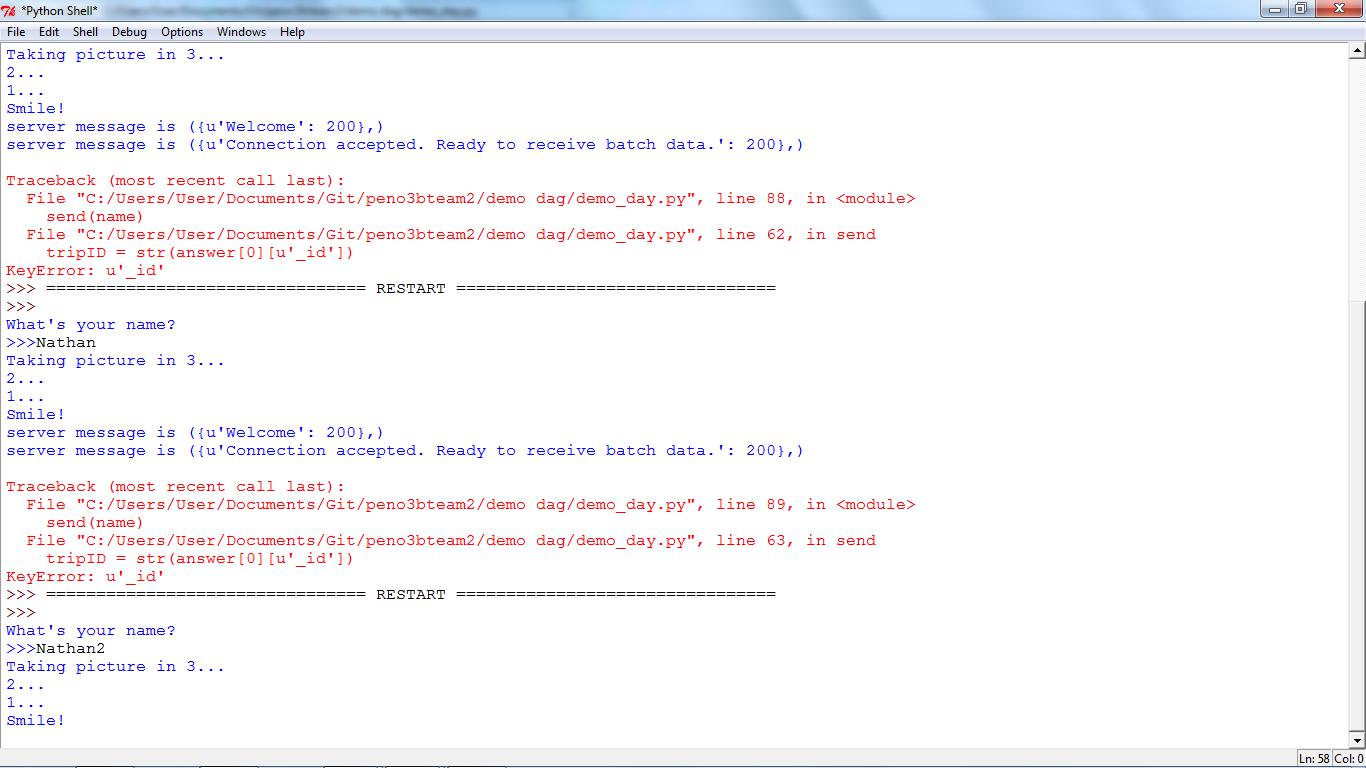 *Python Shell*
File Edit Shell Debug Options Windows Help
Taking picture in 3...
2...
1...
Smile!
server message is ({u'Welcome': 200},)
server message is ({u'Connection accepted. Ready to receive batch data.': 200},)
Traceback (most recent call last):
  File "C:/Users/User/Documents/Git/peno3bteam2/demo dag/demo_day.py", line 88, in <module>
    send(name)
  File "C:/Users/User/Documents/Git/peno3bteam2/demo dag/demo_day.py", line 62, in send
    tripID = str(answer[0][u'_id'])
KeyError: u'_id'
>>> ================================ RESTART ================================
>>>
What's your name?
>>>Nathan
Taking picture in 3...
2...
1...
Smile!
server message is ({u'Welcome': 200},)
server message is ({u'Connection accepted. Ready to receive batch data.': 200},)
Traceback (most recent call last):
  File "C:/Users/User/Documents/Git/peno3bteam2/demo dag/demo_day.py", line 89, in <module>
    send(name)
  File "C:/Users/User/Documents/Git/peno3bteam2/demo dag/demo_day.py", line 63, in send
    tripID = str(answer[0][u'_id'])
KeyError: u'_id'
>>> ================================ RESTART ================================
>>>
What's your name?
>>>Nathan2
Taking picture in 3...
2...
1...
Smile!
Ln: 58 Col: 0